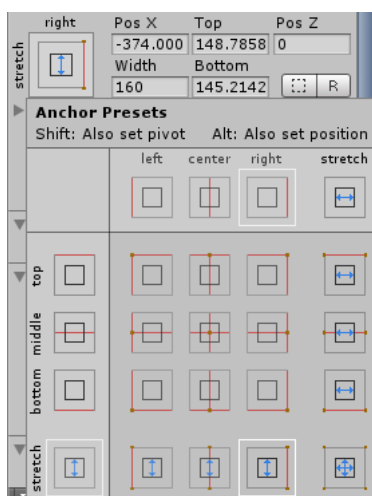 right Pos X Top Pos Z
stretch -374.000 148.7858 0
Width Bottom
160 145.2142 R
Anchor Presets
Shift: Also set pivot Alt: Also set position
left center right stretch
top
middle
bottom
stretch